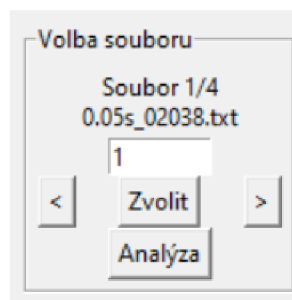 Volba souboru
Soubor 1/4
0.05s_02038.txt
1
< Zvolit >
Analýza